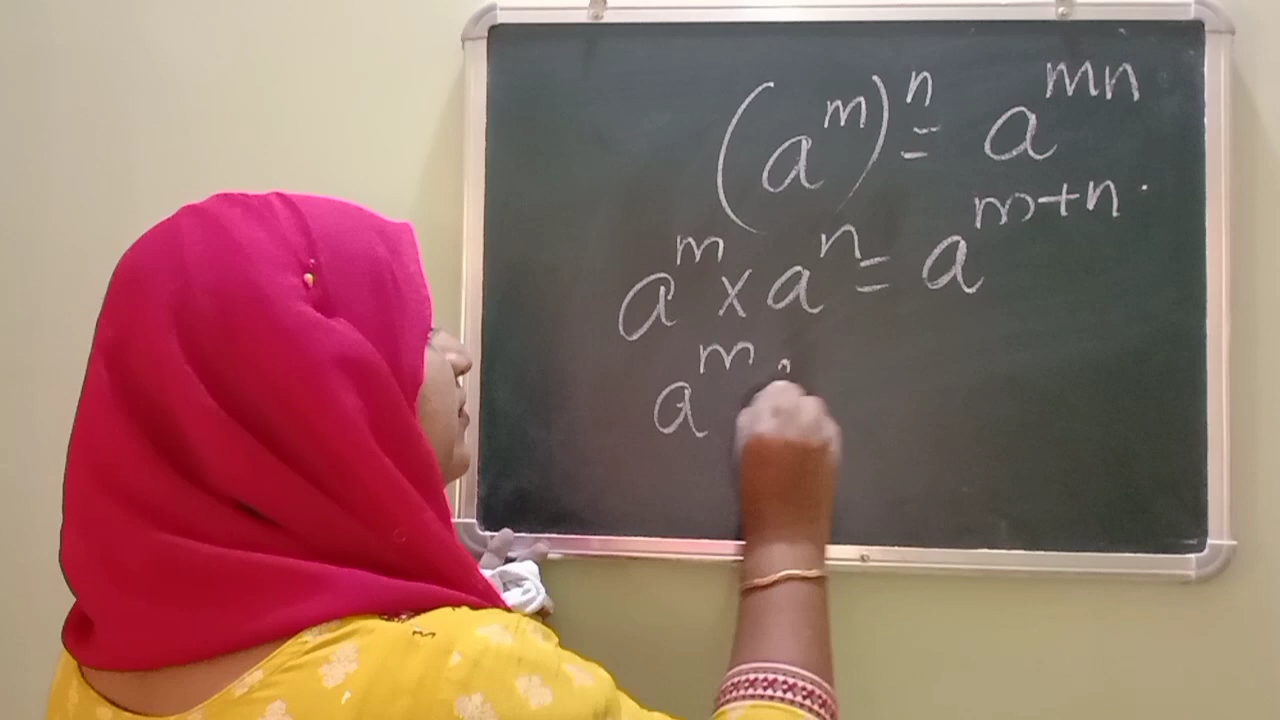 (a^m)^n = a^mn
a^m x a^n = a^m+n .
a^m